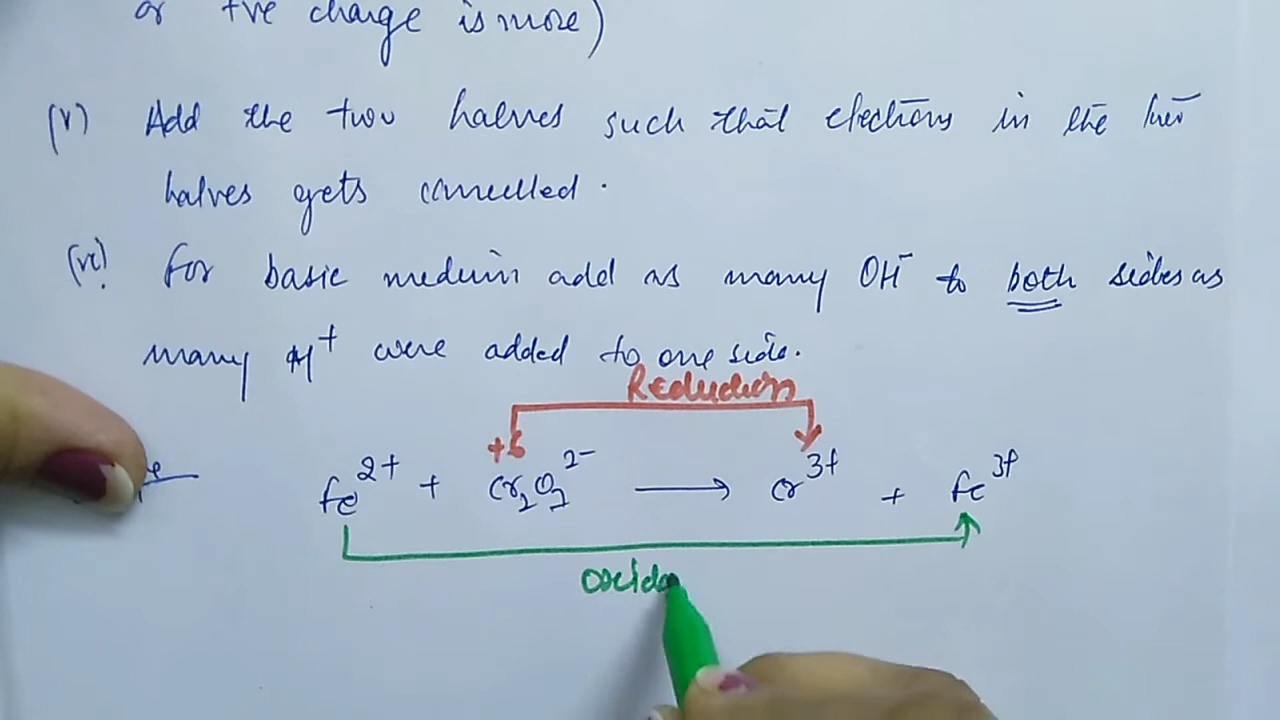 or +ve charge is more)
(v) Add the two halves such that electrons in the two
halves gets cancelled.
(vi) For basic medium add as many OH⁻ to both sides as
many H⁺ were added to one side.
Reduction
+6
Fe²⁺ + Cr₂O₇²⁻ ⟶ Cr³⁺ + Fe³⁺
oxida